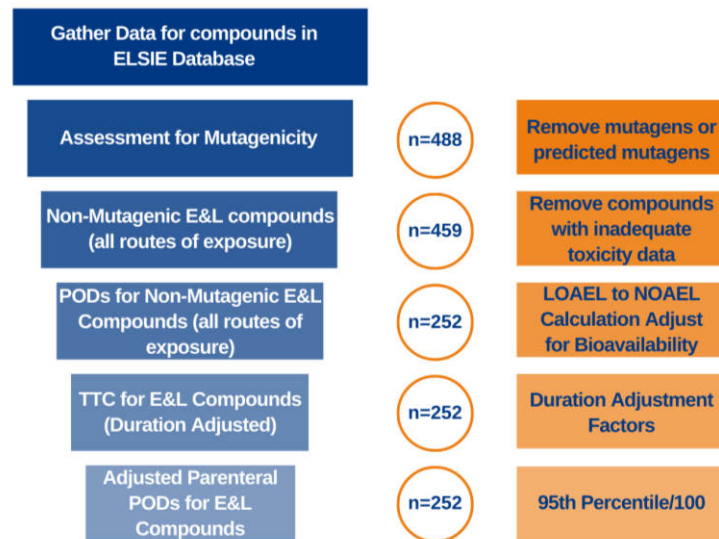 Gather Data for compounds in
ELSIE Database
Assessment for Mutagenicity
n=488
Remove mutagens or
predicted mutagens
Non-Mutagenic E&L compounds
(all routes of exposure)
n=459
Remove compounds
with inadequate
toxicity data
PODs for Non-Mutagenic E&L
Compounds (all routes of
exposure)
n=252
LOAEL to NOAEL
Calculation Adjust
for Bioavailability
TTC for E&L Compounds
(Duration Adjusted)
n=252
Duration Adjustment
Factors
Adjusted Parenteral
PODs for E&L
Compounds
n=252
95th Percentile/100